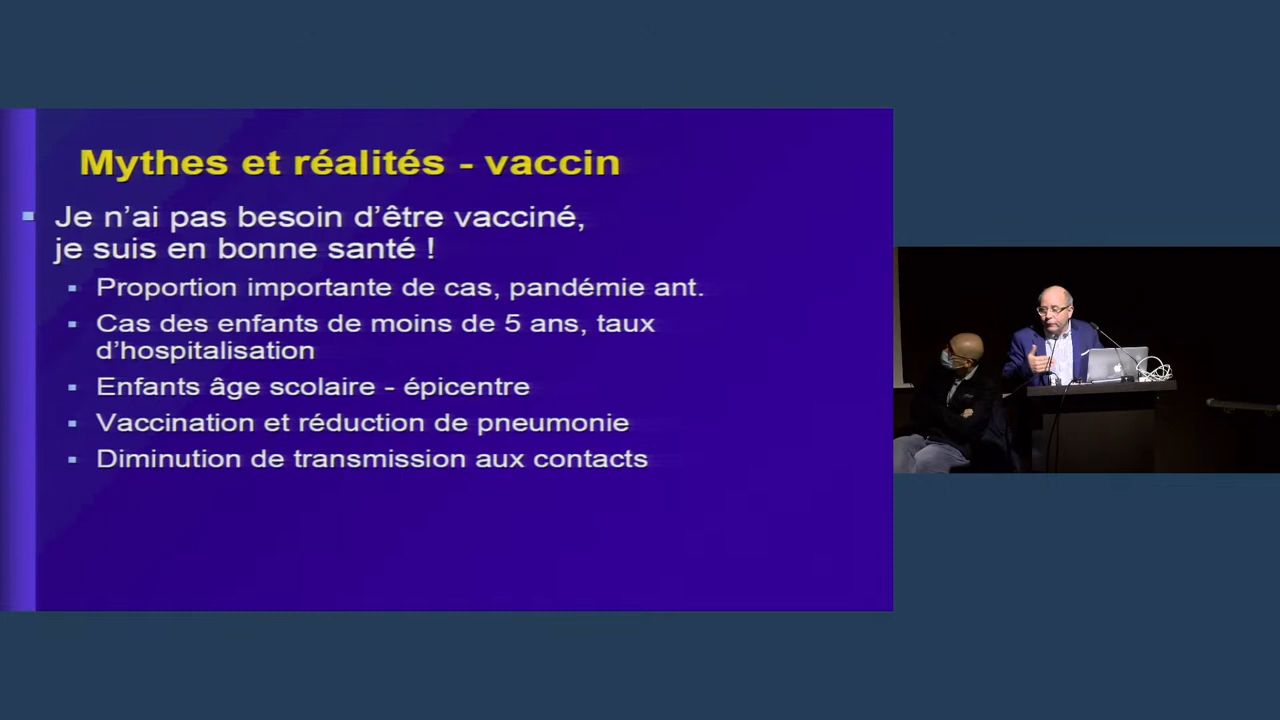 Mythes et réalités - vaccin
Je n’ai pas besoin d’être vacciné,
je suis en bonne santé !
Proportion importante de cas, pandémie ant.
Cas des enfants de moins de 5 ans, taux
d’hospitalisation
Enfants âge scolaire - épicentre
Vaccination et réduction de pneumonie
Diminution de transmission aux contacts